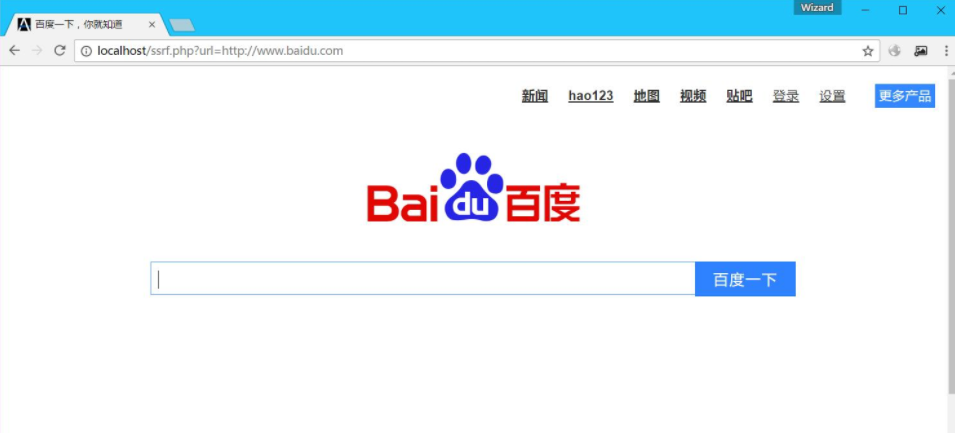 Wizard
百度一下，你就知道
localhost/ssrf.php?url=http://www.baidu.com
新闻 hao123 地图 视频 贴吧 登录 设置 更多产品
Bai du 百度
百度一下